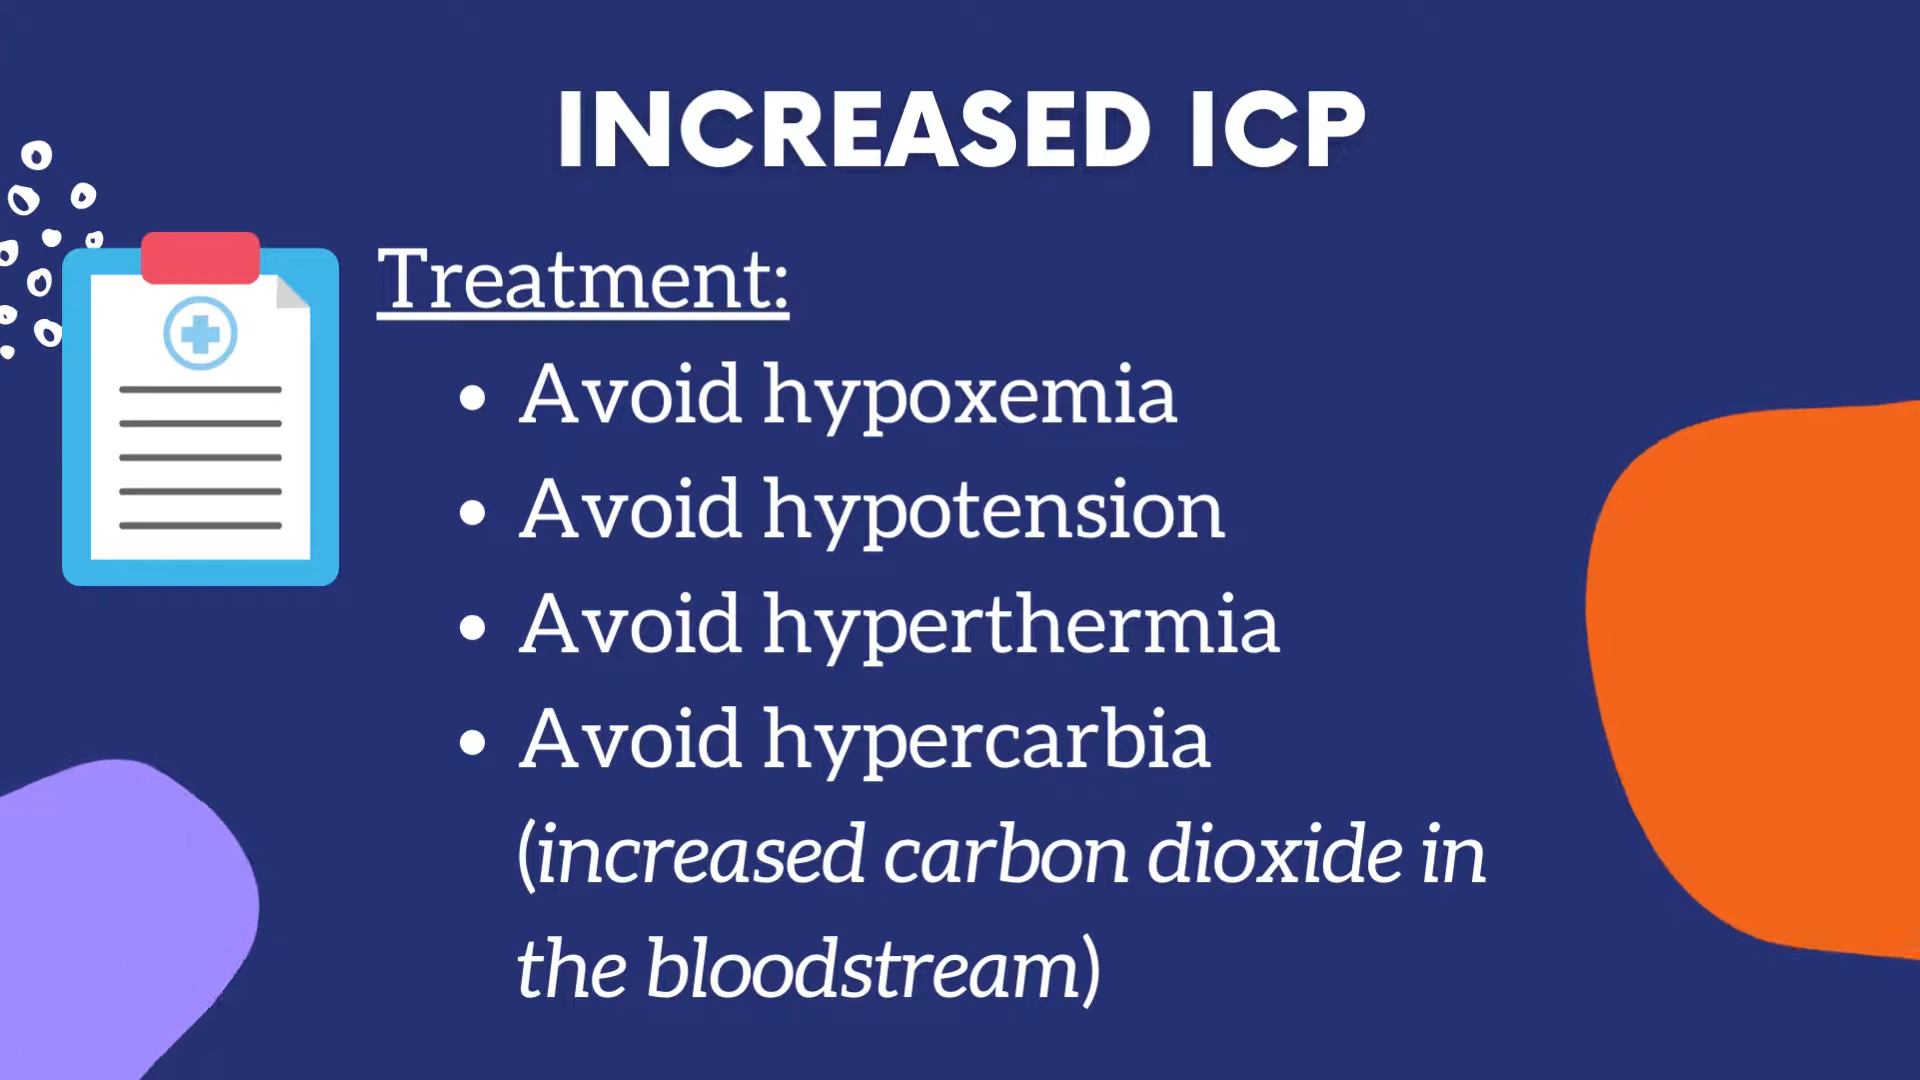 INCREASED ICP
Treatment:
• Avoid hypoxemia
• Avoid hypotension
• Avoid hyperthermia
• Avoid hypercarbia
(increased carbon dioxide in
the bloodstream)